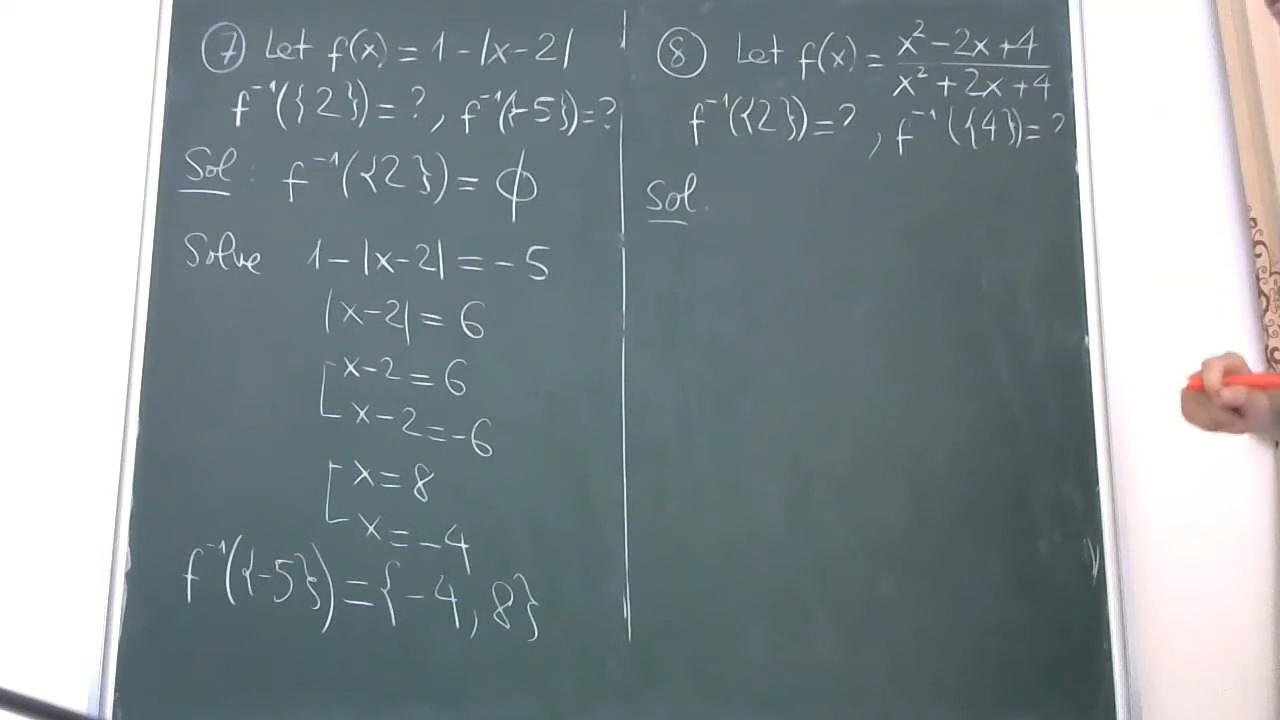 ⑦ Let f(x) = 1 - |x - 2|
f⁻¹({2}) = ? , f⁻¹({-5}) = ?
Sol : f⁻¹({2}) = ϕ
Solve 1 - |x - 2| = -5
|x - 2| = 6
[ x - 2 = 6
x - 2 = -6
[ x = 8
x = -4
f⁻¹({-5}) = {-4, 8}
⑧ Let f(x) = (x² - 2x + 4)/(x² + 2x + 4)
f⁻¹({2}) = ? , f⁻¹({4}) = ?
Sol.